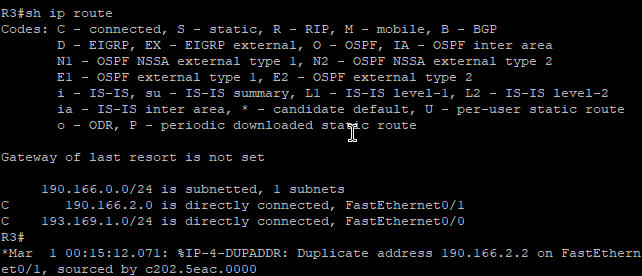 R3#sh ip route
Codes: C - connected, S - static, R - RIP, M - mobile, B - BGP
       D - EIGRP, EX - EIGRP external, O - OSPF, IA - OSPF inter area
       N1 - OSPF NSSA external type 1, N2 - OSPF NSSA external type 2
       E1 - OSPF external type 1, E2 - OSPF external type 2
       i - IS-IS, su - IS-IS summary, L1 - IS-IS level-1, L2 - IS-IS level-2
       ia - IS-IS inter area, * - candidate default, U - per-user static route
       o - ODR, P - periodic downloaded static route
Gateway of last resort is not set
     190.166.0.0/24 is subnetted, 1 subnets
C       190.166.2.0 is directly connected, FastEthernet0/1
C    193.169.1.0/24 is directly connected, FastEthernet0/0
R3#
*Mar  1 00:15:12.071: %IP-4-DUPADDR: Duplicate address 190.166.2.2 on FastEthern
et0/1, sourced by c202.5eac.0000